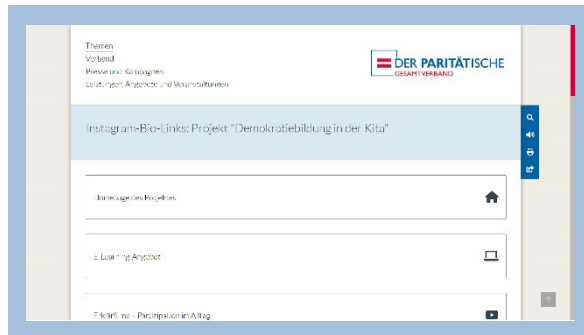 Themen
Verband
Presse und Kampagnen
Leistungen, Angebote und Veranstaltungen
DER PARITÄTISCHE
GESAMTVERBAND
Instagram-Bio-Links: Projekt "Demokratiebildung in der Kita"
Homepage des Projektes
E-Learning Angebot
Erklärfilme - Partizipation im Alltag